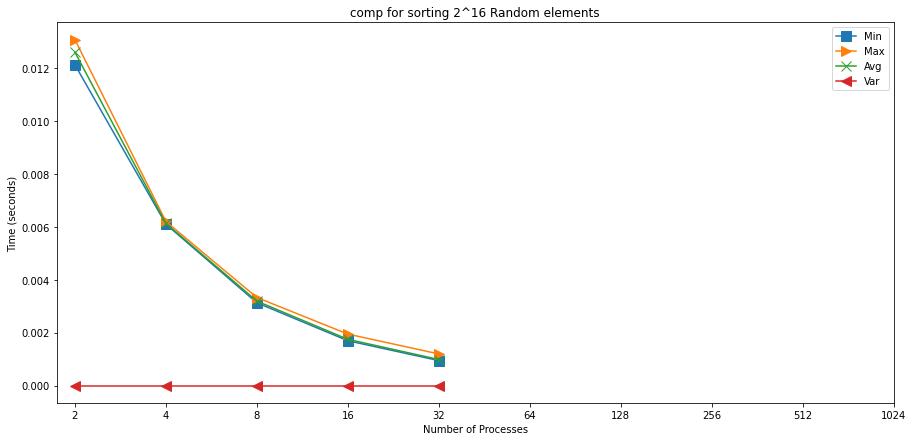 comp for sorting 2^16 Random elements
Min
Max
Avg
Var
0.012
0.010
0.008
0.006
0.004
0.002
0.000
Time (seconds)
2 4 8 16 32 64 128 256 512 1024
Number of Processes